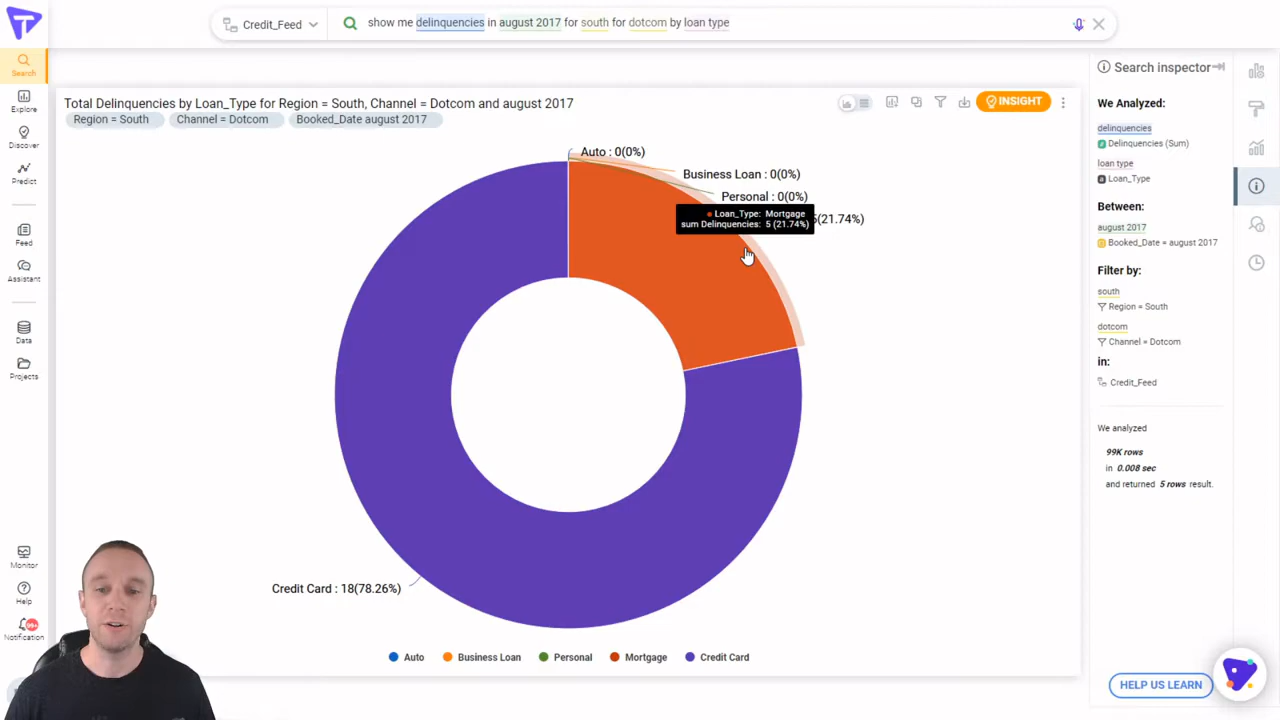 Credit_Feed
show me delinquencies in august 2017 for south for dotcom by loan type
Search
Explore
Discover
Predict
Feed
Assistant
Data
Projects
Monitor
Help
99+
Notification
Total Delinquencies by Loan_Type for Region = South, Channel = Dotcom and august 2017
Region = South
Channel = Dotcom
Booked_Date august 2017
INSIGHT
Auto : 0(0%)
Business Loan : 0(0%)
Personal : 0(0%)
5(21.74%)
Loan_Type: Mortgage
sum Delinquencies: 5 (21.74%)
Credit Card : 18(78.26%)
Auto
Business Loan
Personal
Mortgage
Credit Card
Search inspector
We Analyzed:
delinquencies
Delinquencies (Sum)
loan type
Loan_Type
Between:
august 2017
Booked_Date = august 2017
Filter by:
south
Region = South
dotcom
Channel = Dotcom
in:
Credit_Feed
We analyzed
99K rows
in 0.008 sec
and returned 5 rows result.
HELP US LEARN